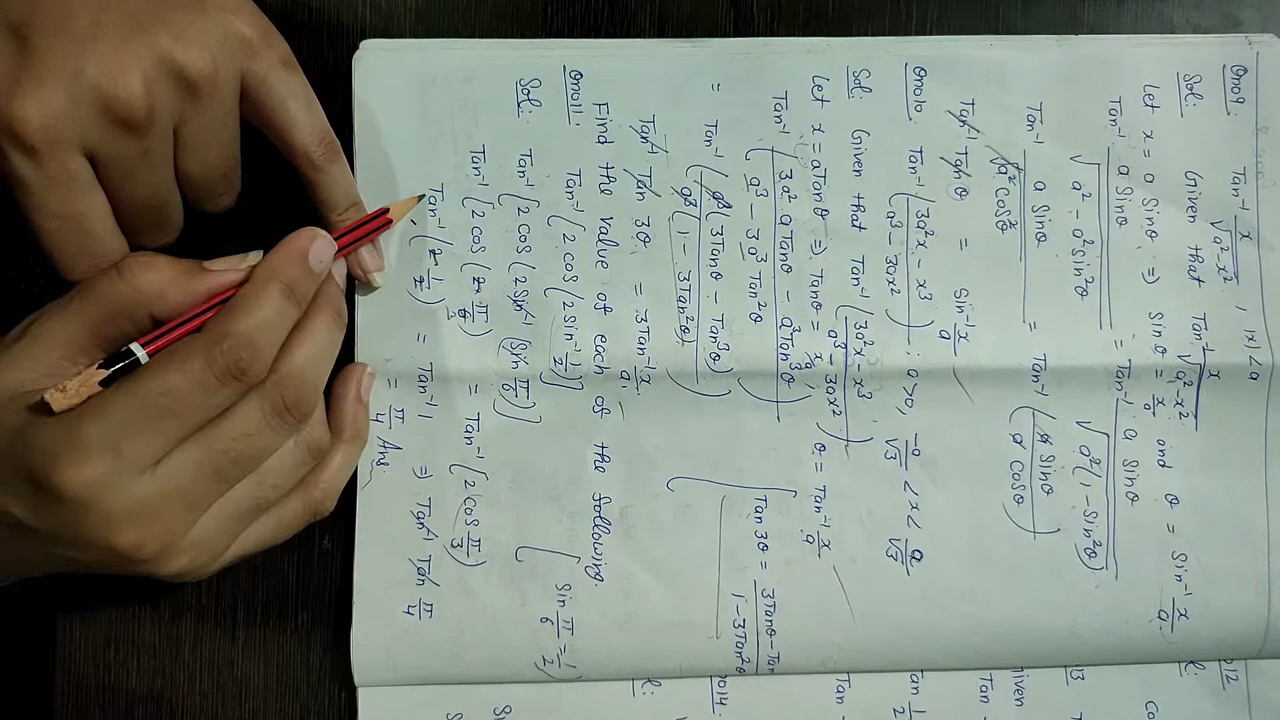 Qno9. Tan⁻¹ x/√(a²-x²) , |x|<a
Sol: Given that Tan⁻¹ x/√(a²-x²)
Let x = a Sinθ, ⇒ Sinθ = x/a and θ = Sin⁻¹ x/a
Tan⁻¹ a Sinθ/√(a²-a²sin²θ) = Tan⁻¹ a Sinθ/√(a²(1-Sin²θ))
Tan⁻¹ a Sinθ/√(a²cos²θ) = Tan⁻¹ (a Sinθ/a cosθ)
Tan⁻¹ Tan θ = Sin⁻¹ x/a
Qno10. Tan⁻¹ (3a²x - x³/a³ - 3ax²) ; a>0, -a/√3 < x < a/√3
Sol: Given that Tan⁻¹ (3a²x - x³/a³ - 3ax²)
Let x = aTanθ ⇒ Tanθ = x/a, θ = Tan⁻¹ x/a
Tan⁻¹ (3a² aTanθ - a³Tan³θ/a³ - 3a³Tan²θ)
= Tan⁻¹ (a³(3Tanθ - Tan³θ)/a³(1 - 3Tan²θ))
Tan 3θ = 3Tanθ - Tan/1 - 3Tan²θ
Tan⁻¹ Tan 3θ = 3Tan⁻¹ x/a
Find the value of each of the following.
Qno11. Tan⁻¹ [2 cos (2 sin⁻¹ 1/2)]
Sol: Tan⁻¹ [2 cos (2 Sin⁻¹ (Sin π/6)] (Sin π/6 = 1/2)
Tan⁻¹ [2 cos (2 π/6)] = Tan⁻¹ [2 cos π/3)
Tan⁻¹ (2 · 1/2) = Tan⁻¹ 1 ⇒ Tan⁻¹ Tan π/4
= π/4 Ans.
no12
13
no14.